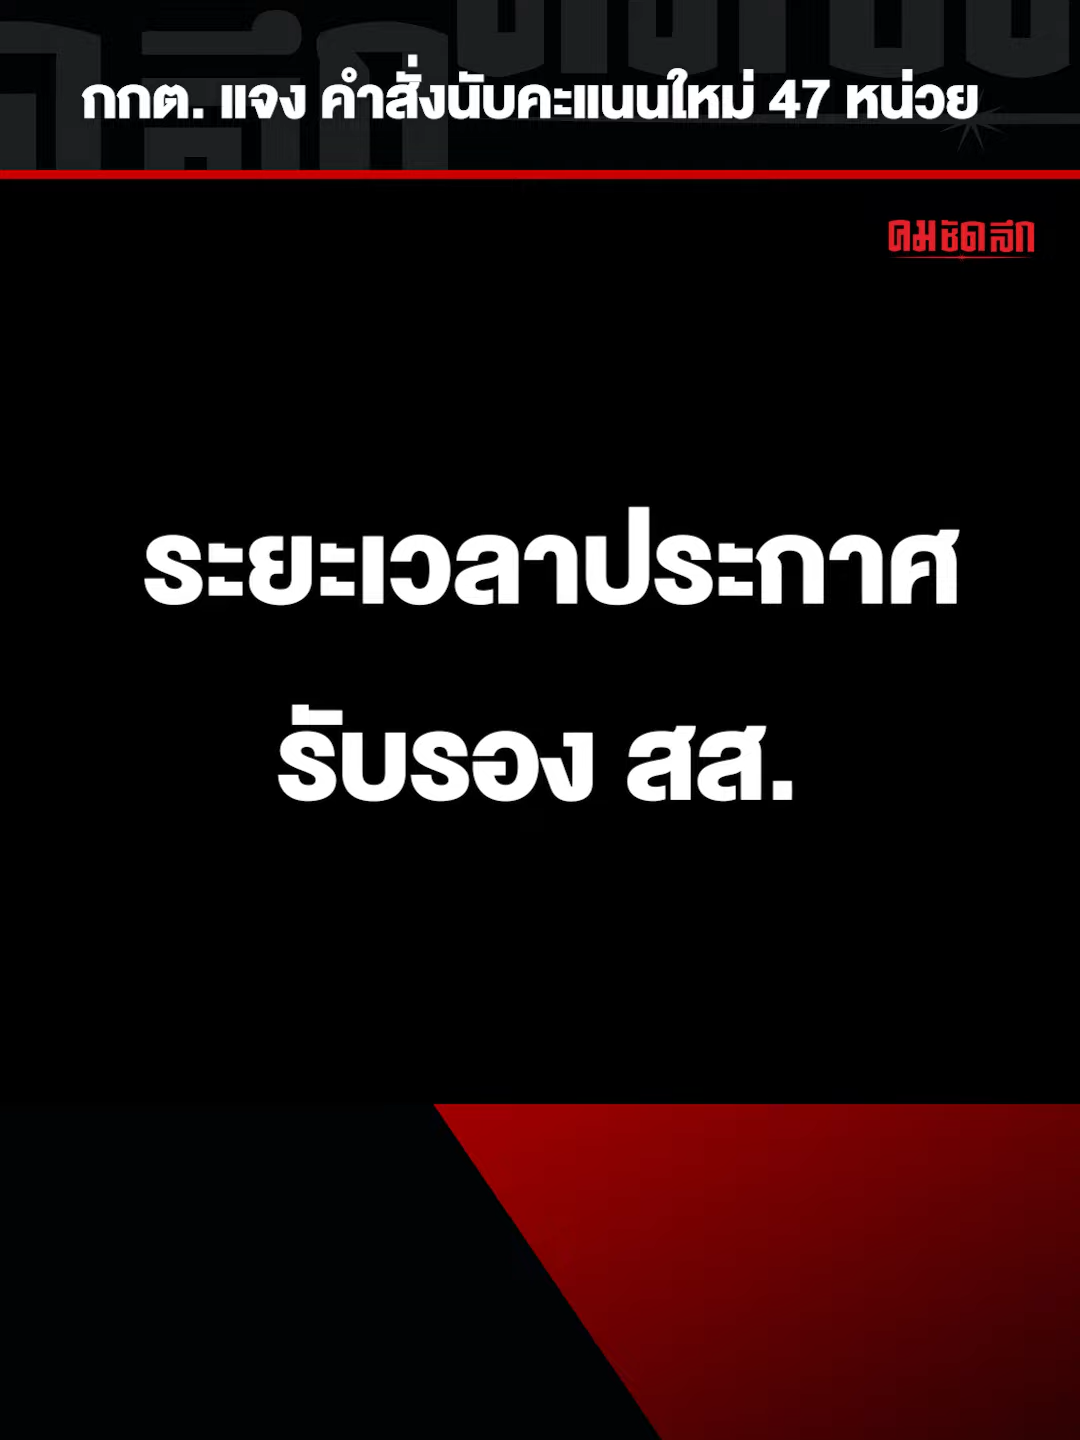 กกต. แจง คำสั่งนับคะแนนใหม่ 47 หน่วย
คมชัดลึก
ระยะเวลาประกาศ
รับรอง สส.